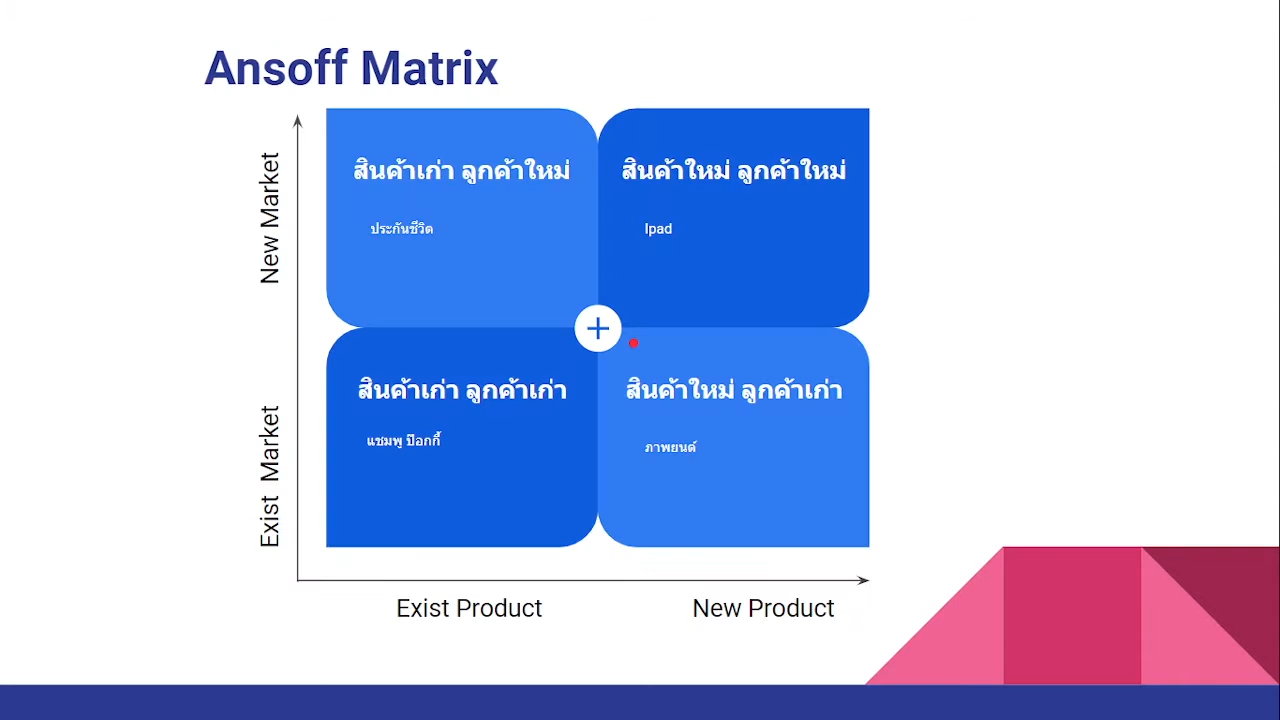 Ansoff Matrix
New Market
สินค้าเก่า ลูกค้าใหม่
ประกันชีวิต
สินค้าใหม่ ลูกค้าใหม่
Ipad
Exist Market
สินค้าเก่า ลูกค้าเก่า
แชมพู ป๊อกกี้
สินค้าใหม่ ลูกค้าเก่า
ภาพยนต์
Exist Product
New Product